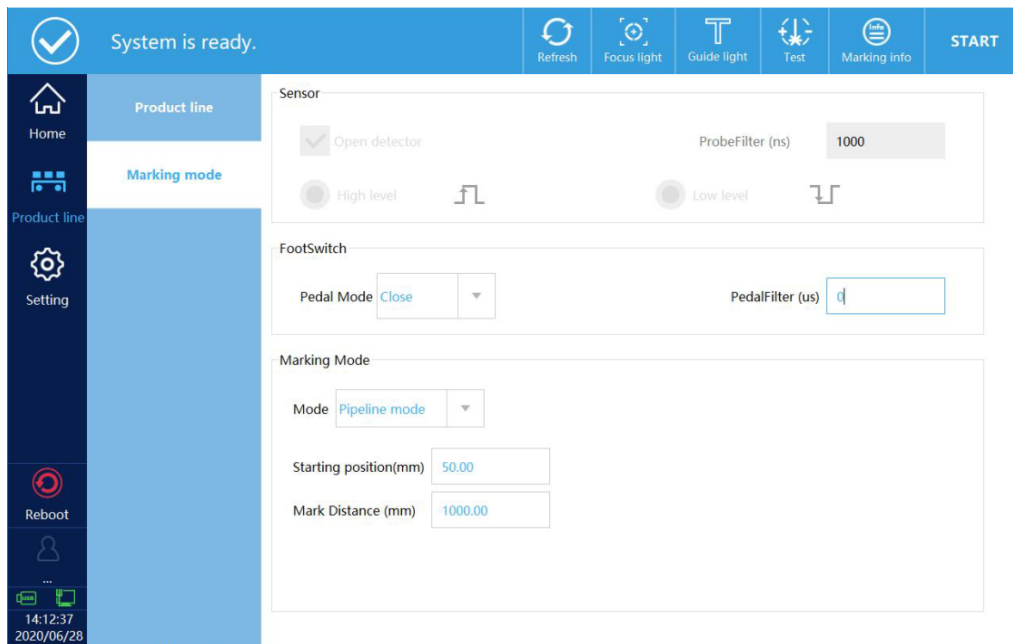 System is ready.
Refresh
Focus light
Guide light
Test
Info
Marking info
START
Home
Product line
Setting
Reboot
...
USB
14:12:37
2020/06/28
Product line
Marking mode
Sensor
Open detector
ProbeFilter (ns)
1000
High level
Low level
FootSwitch
Pedal Mode
Close
PedalFilter (us)
0
Marking Mode
Mode
Pipeline mode
Starting position(mm)
50.00
Mark Distance (mm)
1000.00